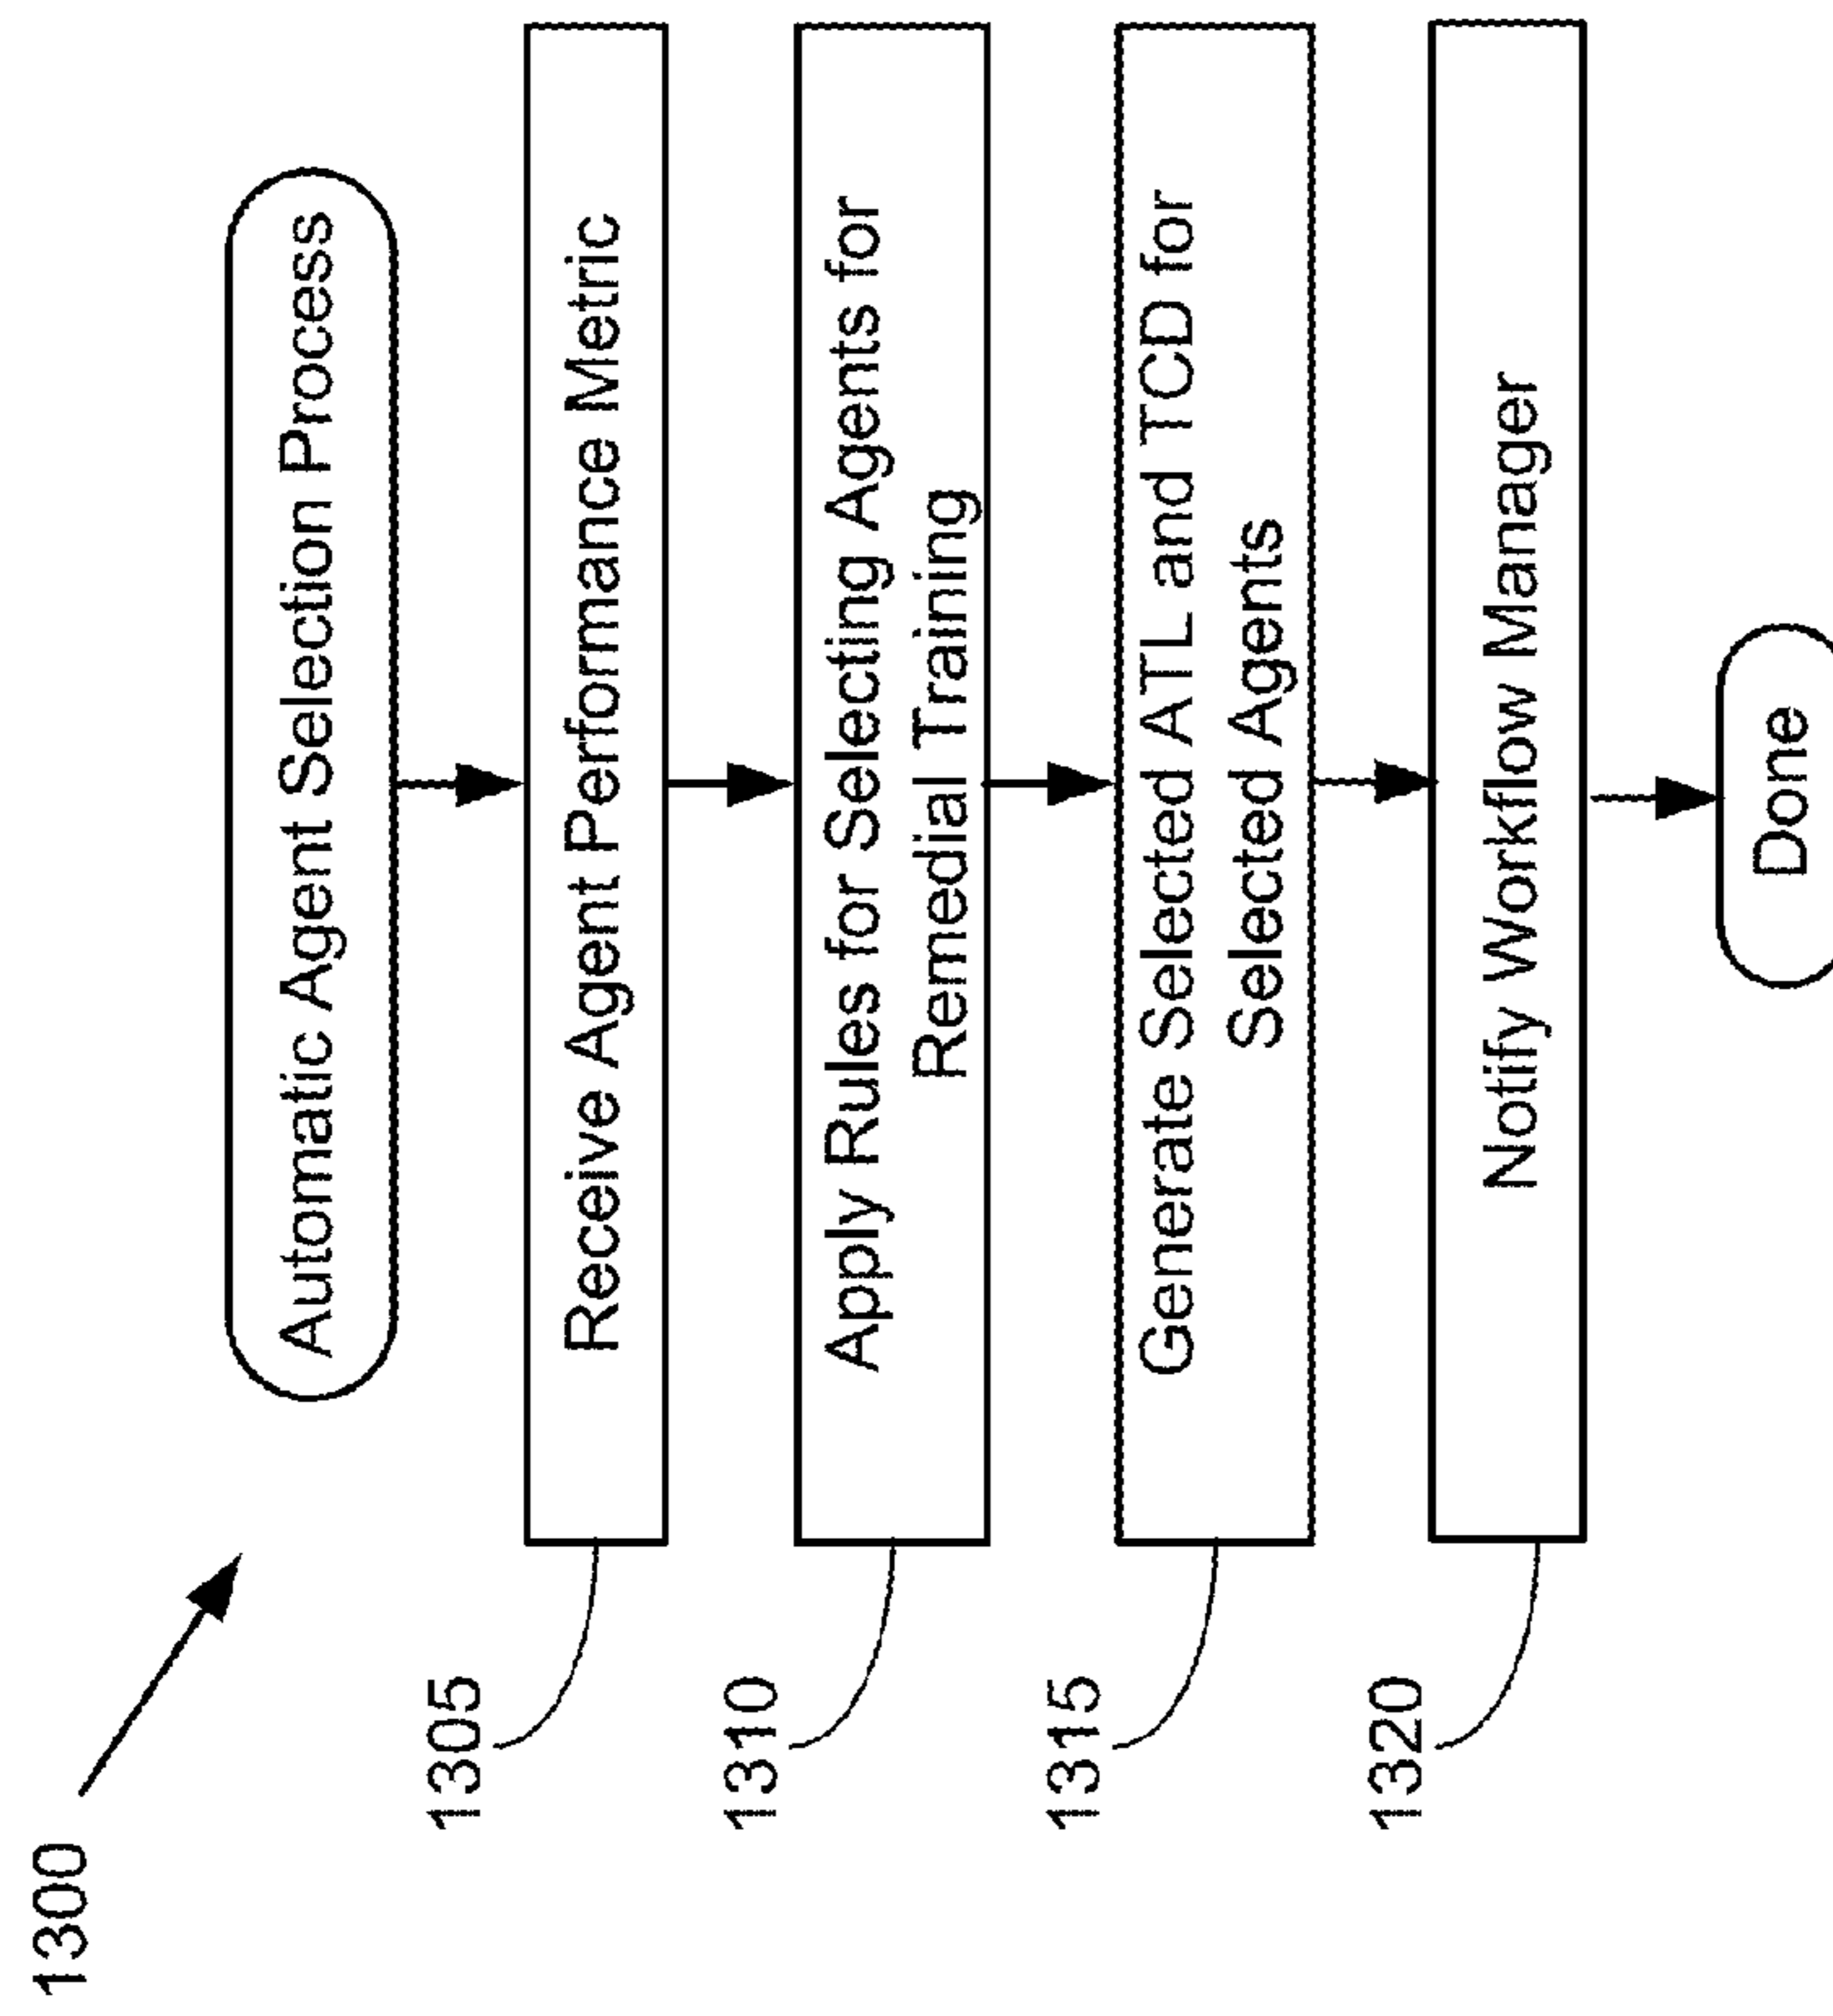 1300
Automatic Agent Selection Process
1305
Receive Agent Performance Metric
1310
Apply Rules for Selecting Agents for
Remedial Training
1315
Generate Selected ATL and TCD for
Selected Agents
1320
Notify Workflow Manager
Done